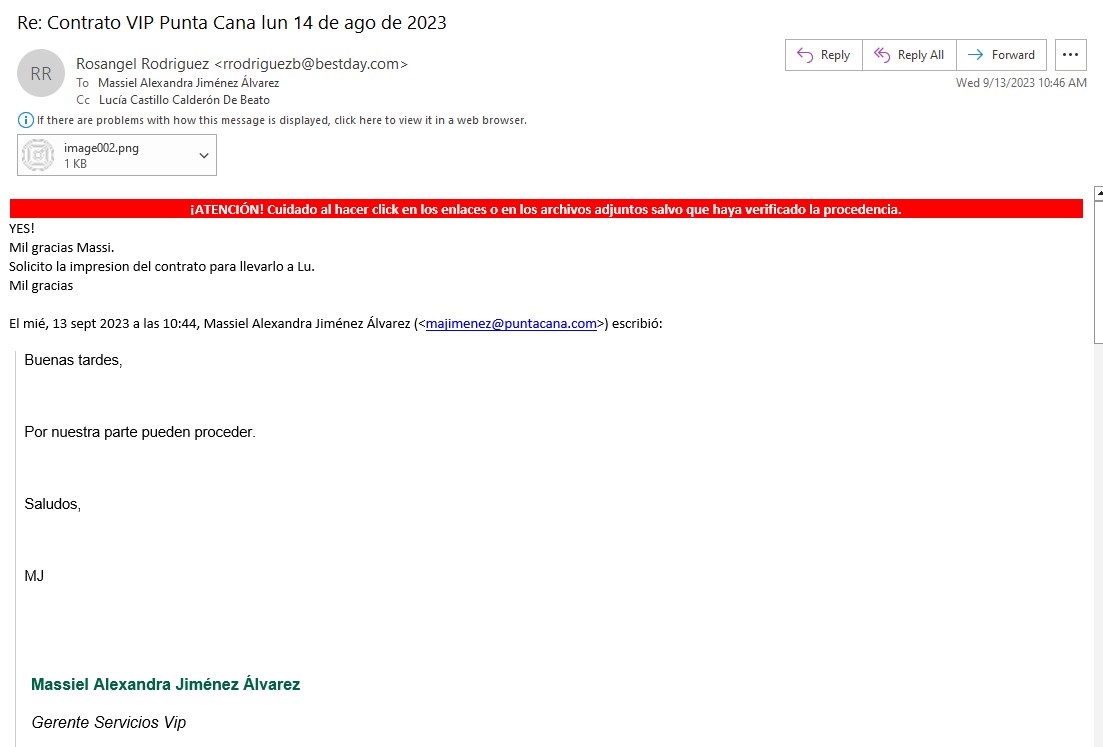 Re: Contrato VIP Punta Cana lun 14 de ago de 2023
RR
Rosangel Rodriguez <rrodriguezb@bestday.com>
To Massiel Alexandra Jiménez Álvarez
Cc Lucía Castillo Calderón De Beato
Reply
Reply All
Forward
Wed 9/13/2023 10:46 AM
If there are problems with how this message is displayed, click here to view it in a web browser.
image002.png
1 KB
¡ATENCIÓN! Cuidado al hacer click en los enlaces o en los archivos adjuntos salvo que haya verificado la procedencia.
YES!
Mil gracias Massi.
Solicito la impresion del contrato para llevarlo a Lu.
Mil gracias
El mié, 13 sept 2023 a las 10:44, Massiel Alexandra Jiménez Álvarez (<majimenez@puntacana.com>) escribió:
Buenas tardes,
Por nuestra parte pueden proceder.
Saludos,
MJ
Massiel Alexandra Jiménez Álvarez
Gerente Servicios Vip